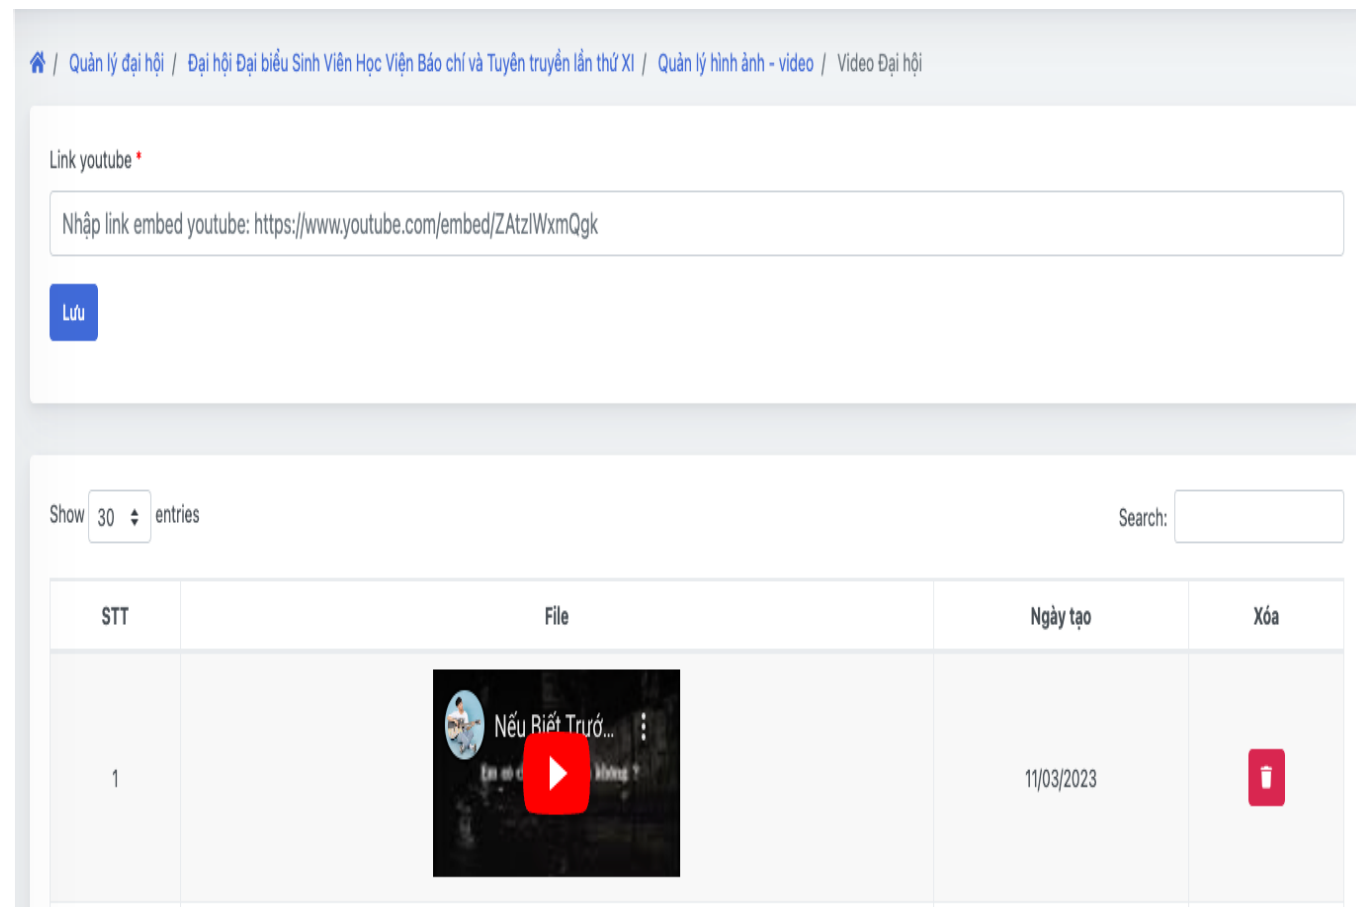 / Quản lý đại hội / Đại hội Đại biểu Sinh Viên Học Viện Báo chí và Tuyên truyền lần thứ XI / Quản lý hình ảnh - video / Video Đại hội
Link youtube *
Nhập link embed youtube: https://www.youtube.com/embed/ZAtzIWxmQgk
Lưu
Show 30 entries
Search:
STT File Ngày tạo Xóa
Nếu Biết Trướ...
Em có không ?
1 11/03/2023